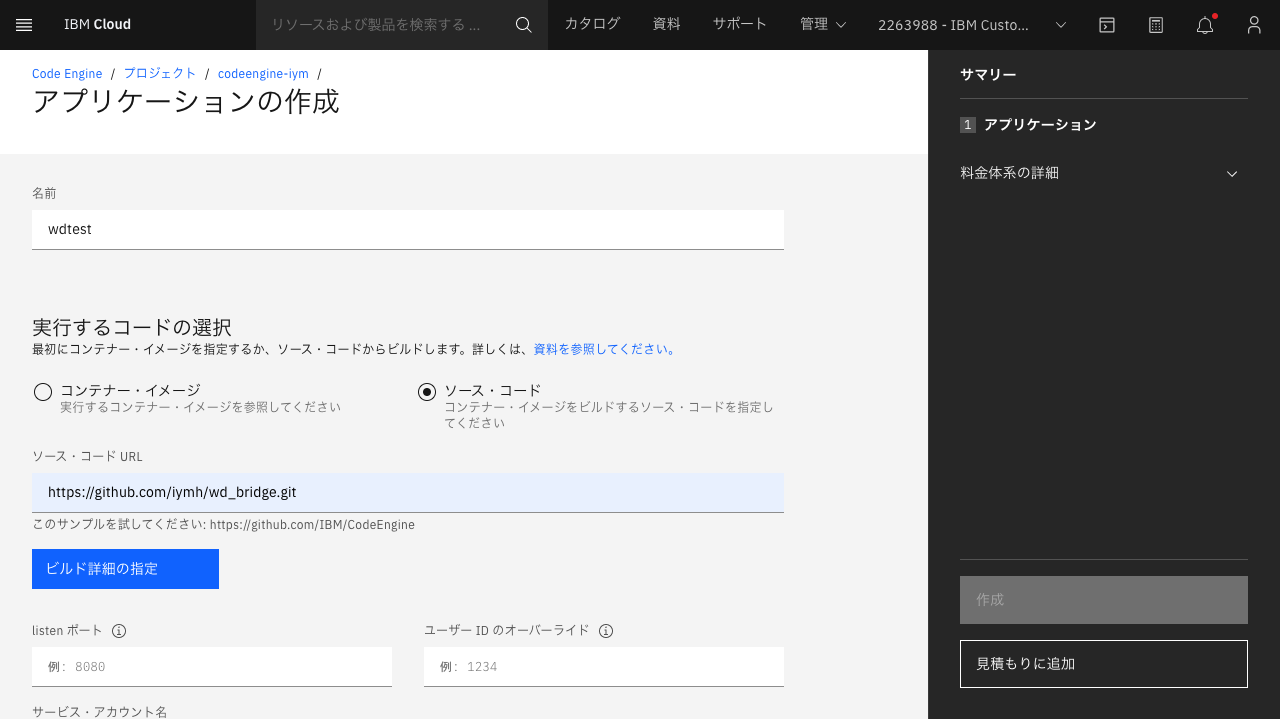 IBM Cloud
リソースおよび製品を検索する ...
カタログ
資料
サポート
管理
2263988 - IBM Custo...
Code Engine / プロジェクト / codeengine-iym /
アプリケーションの作成
名前
wdtest
実行するコードの選択
最初にコンテナー・イメージを指定するか、ソース・コードからビルドします。詳しくは、資料を参照してください。
コンテナー・イメージ
実行するコンテナー・イメージを参照してください
ソース・コード
コンテナー・イメージをビルドするソース・コードを指定し
てください
ソース・コード URL
https://github.com/iymh/wd_bridge.git
このサンプルを試してください: https://github.com/IBM/CodeEngine
ビルド詳細の指定
listen ポート
ユーザー ID のオーバーライド
例: 8080
例: 1234
サービス・アカウント名
サマリー
1 アプリケーション
料金体系の詳細
作成
見積もりに追加